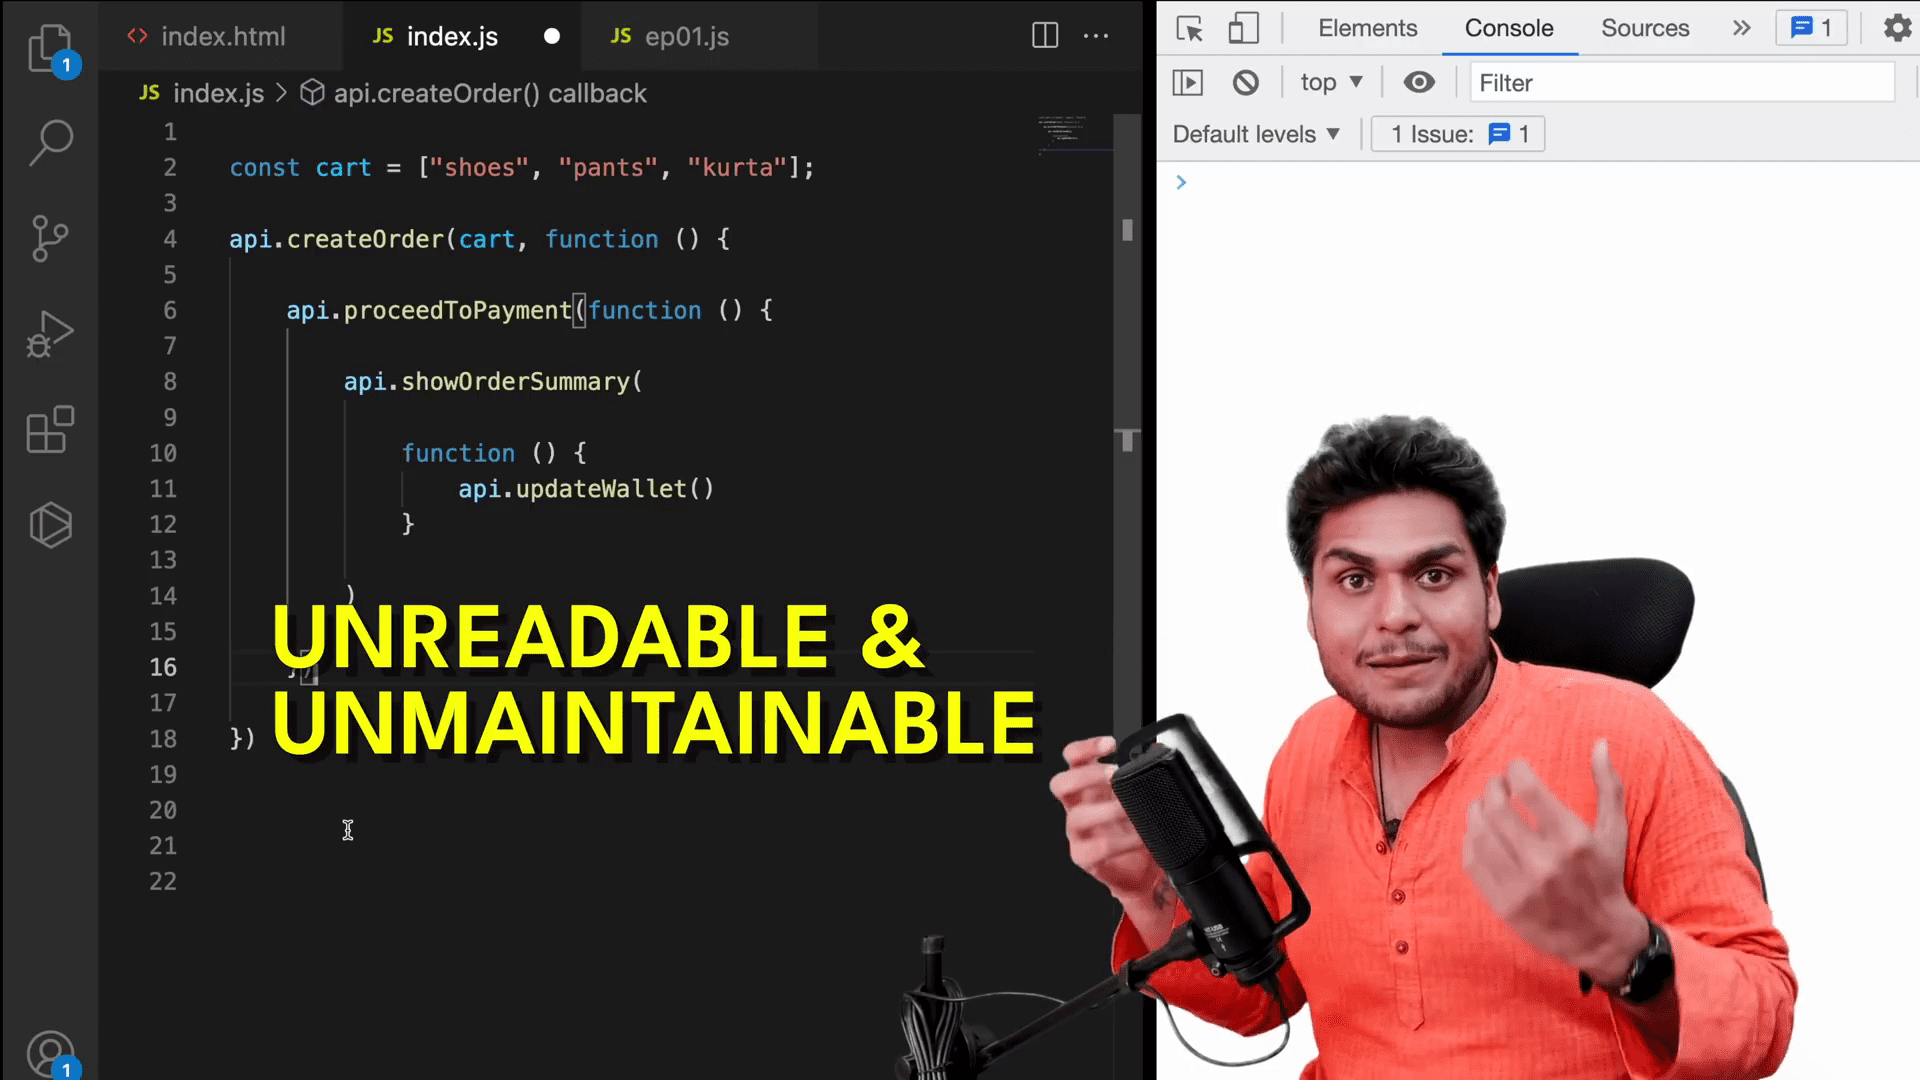 index.html
JS index.js
JS ep01.js
1
JS index.js > api.createOrder() callback
1
2 const cart = ["shoes", "pants", "kurta"];
3
4 api.createOrder(cart, function () {
5
6 api.proceedToPayment(function () {
7
8 api.showOrderSummary(
9
10 function () {
11 api.updateWallet()
12 }
13
14 )
15
16 })
17
18 })
19
20
21
22
UNREADABLE &
UNMAINTAINABLE
1
Elements Console Sources 1
top Filter
Default levels 1 Issue: 1